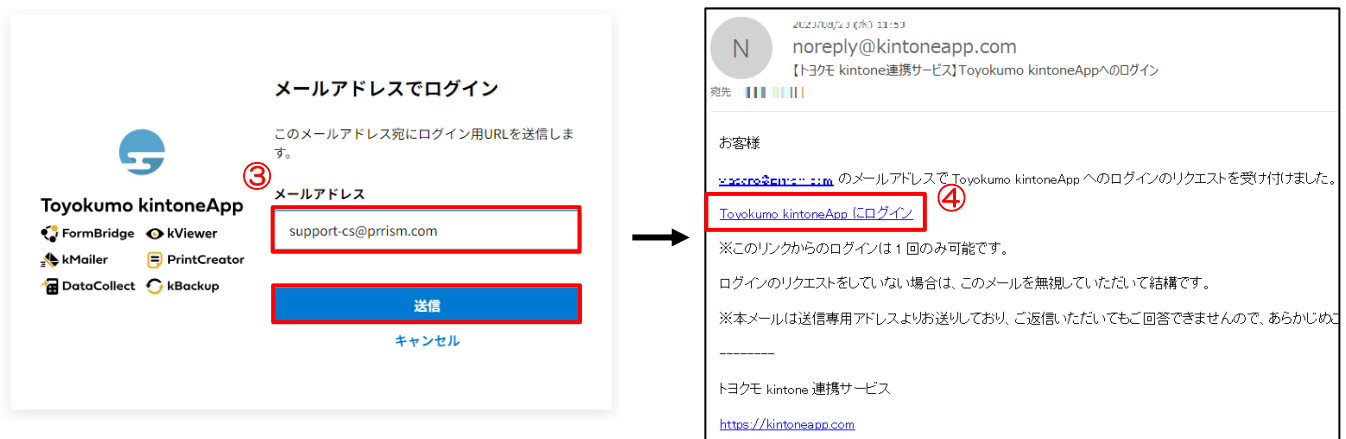 メールアドレスでログイン
このメールアドレス宛にログイン用URLを送信しま
す。
③
メールアドレス
support-cs@prrism.com
送信
キャンセル
Toyokumo kintoneApp
FormBridge kViewer
kMailer PrintCreator
DataCollect kBackup
N
noreply@kintoneapp.com
【トヨクモ kintone連携サービス】Toyokumo kintoneAppへのログイン
宛先
お客様
のメールアドレスで Toyokumo kintoneApp へのログインのリクエストを受け付けました。
④
Toyokumo kintoneApp にログイン
※このリンクからのログインは 1 回のみ可能です。
ログインのリクエストをしていない場合は、このメールを無視していただいて結構です。
※本メールは送信専用アドレスよりお送りしており、ご返信いただいてもご回答できませんので、あらかじめ
--------
トヨクモ kintone 連携サービス
https://kintoneapp.com